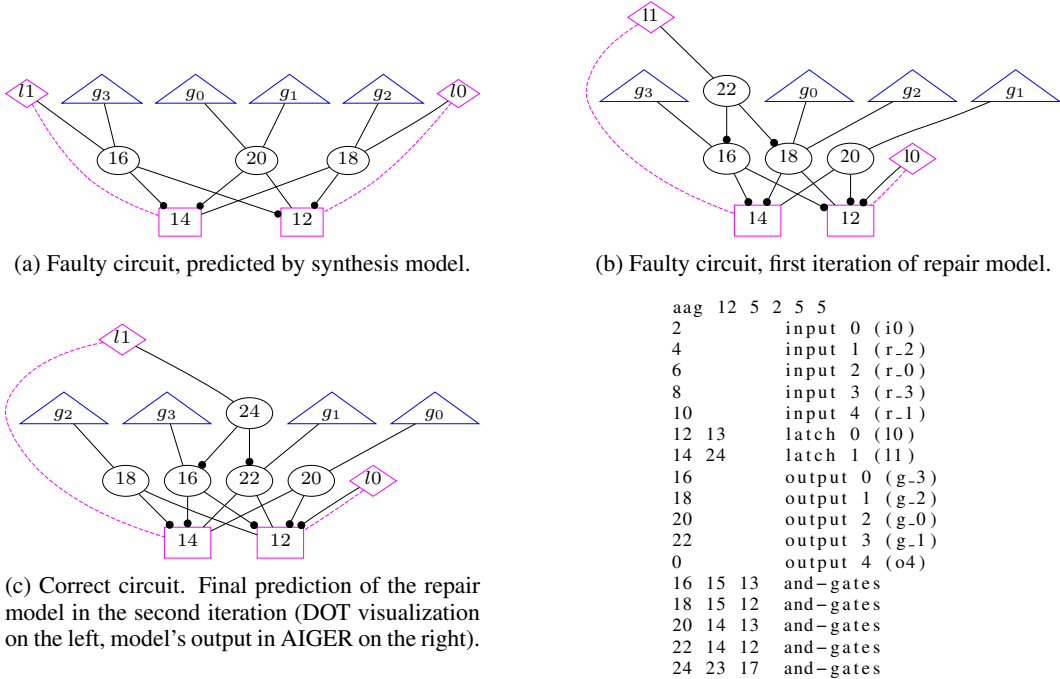 l1 g3 g0 g1 g2 l0
16 20 18
14 12
(a) Faulty circuit, predicted by synthesis model.
l1
g3 22 g0 g2 g1
16 18 20 l0
14 12
(b) Faulty circuit, first iteration of repair model.
l1
g2 g3 24 g1 g0
18 16 22 20 l0
14 12
(c) Correct circuit. Final prediction of the repair
model in the second iteration (DOT visualization
on the left, model's output in AIGER on the right).
aag 12 5 2 5 5
2 input 0 (i0)
4 input 1 (r_2)
6 input 2 (r_0)
8 input 3 (r_3)
10 input 4 (r_1)
12 13 latch 0 (l0)
14 24 latch 1 (l1)
16 output 0 (g_3)
18 output 1 (g_2)
20 output 2 (g_0)
22 output 3 (g_1)
0 output 4 (o4)
16 15 13 and-gates
18 15 12 and-gates
20 14 13 and-gates
22 14 12 and-gates
24 23 17 and-gates